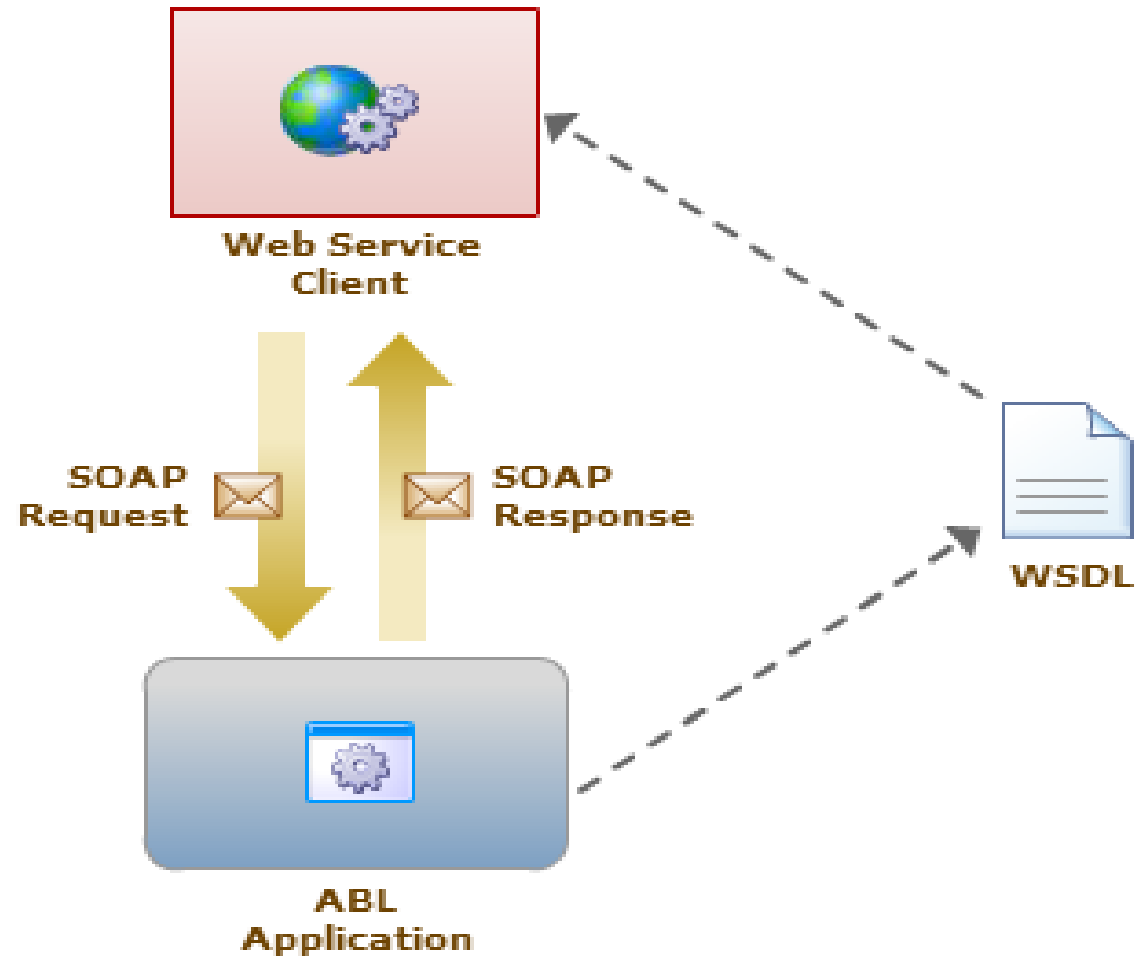 Web Service
Client
SOAP
Request
SOAP
Response
WSDL
ABL
Application